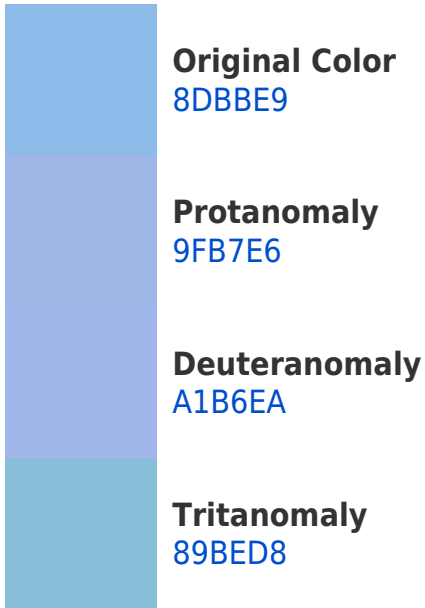 Original Color
8DBBE9
Protanomaly
9FB7E6
Deuteranomaly
A1B6EA
Tritanomaly
89BED8